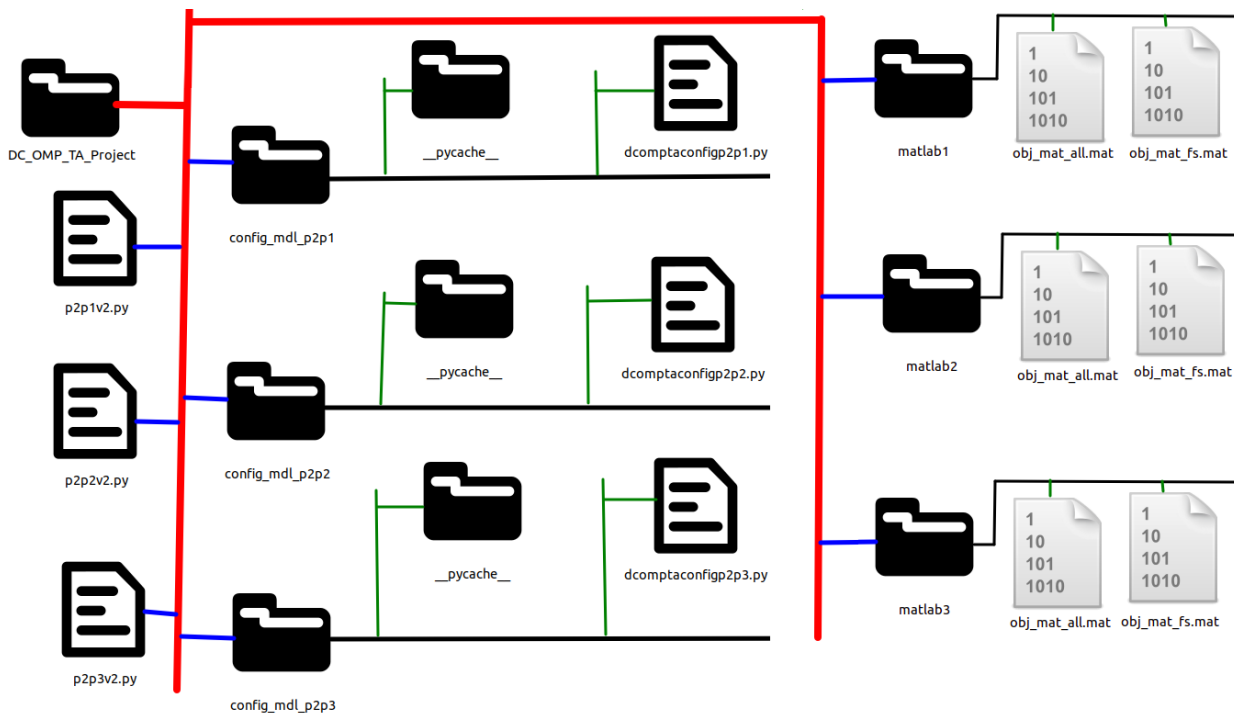 DC_OMP_TA_Project
p2p1v2.py
p2p2v2.py
p2p3v2.py
config_mdl_p2p1
__pycache__
dcomptaconfigp2p1.py
config_mdl_p2p2
__pycache__
dcomptaconfigp2p2.py
config_mdl_p2p3
__pycache__
dcomptaconfigp2p3.py
matlab1
1
10
101
1010
obj_mat_all.mat
1
10
101
1010
obj_mat_fs.mat
matlab2
1
10
101
1010
obj_mat_all.mat
1
10
101
1010
obj_mat_fs.mat
matlab3
1
10
101
1010
obj_mat_all.mat
1
10
101
1010
obj_mat_fs.mat